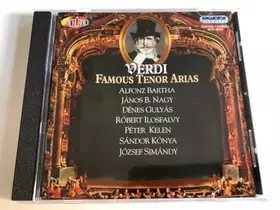 VERDI
FAMOUS TENOR ARIAS
ALFONZ BARTHA
JÁNOS B. NAGY
DÉNES GULYÁS
RÓBERT ILOSFALVY
PÉTER KELEN
SÁNDOR KÓNYA
JÓZSEF SIMÁNDY